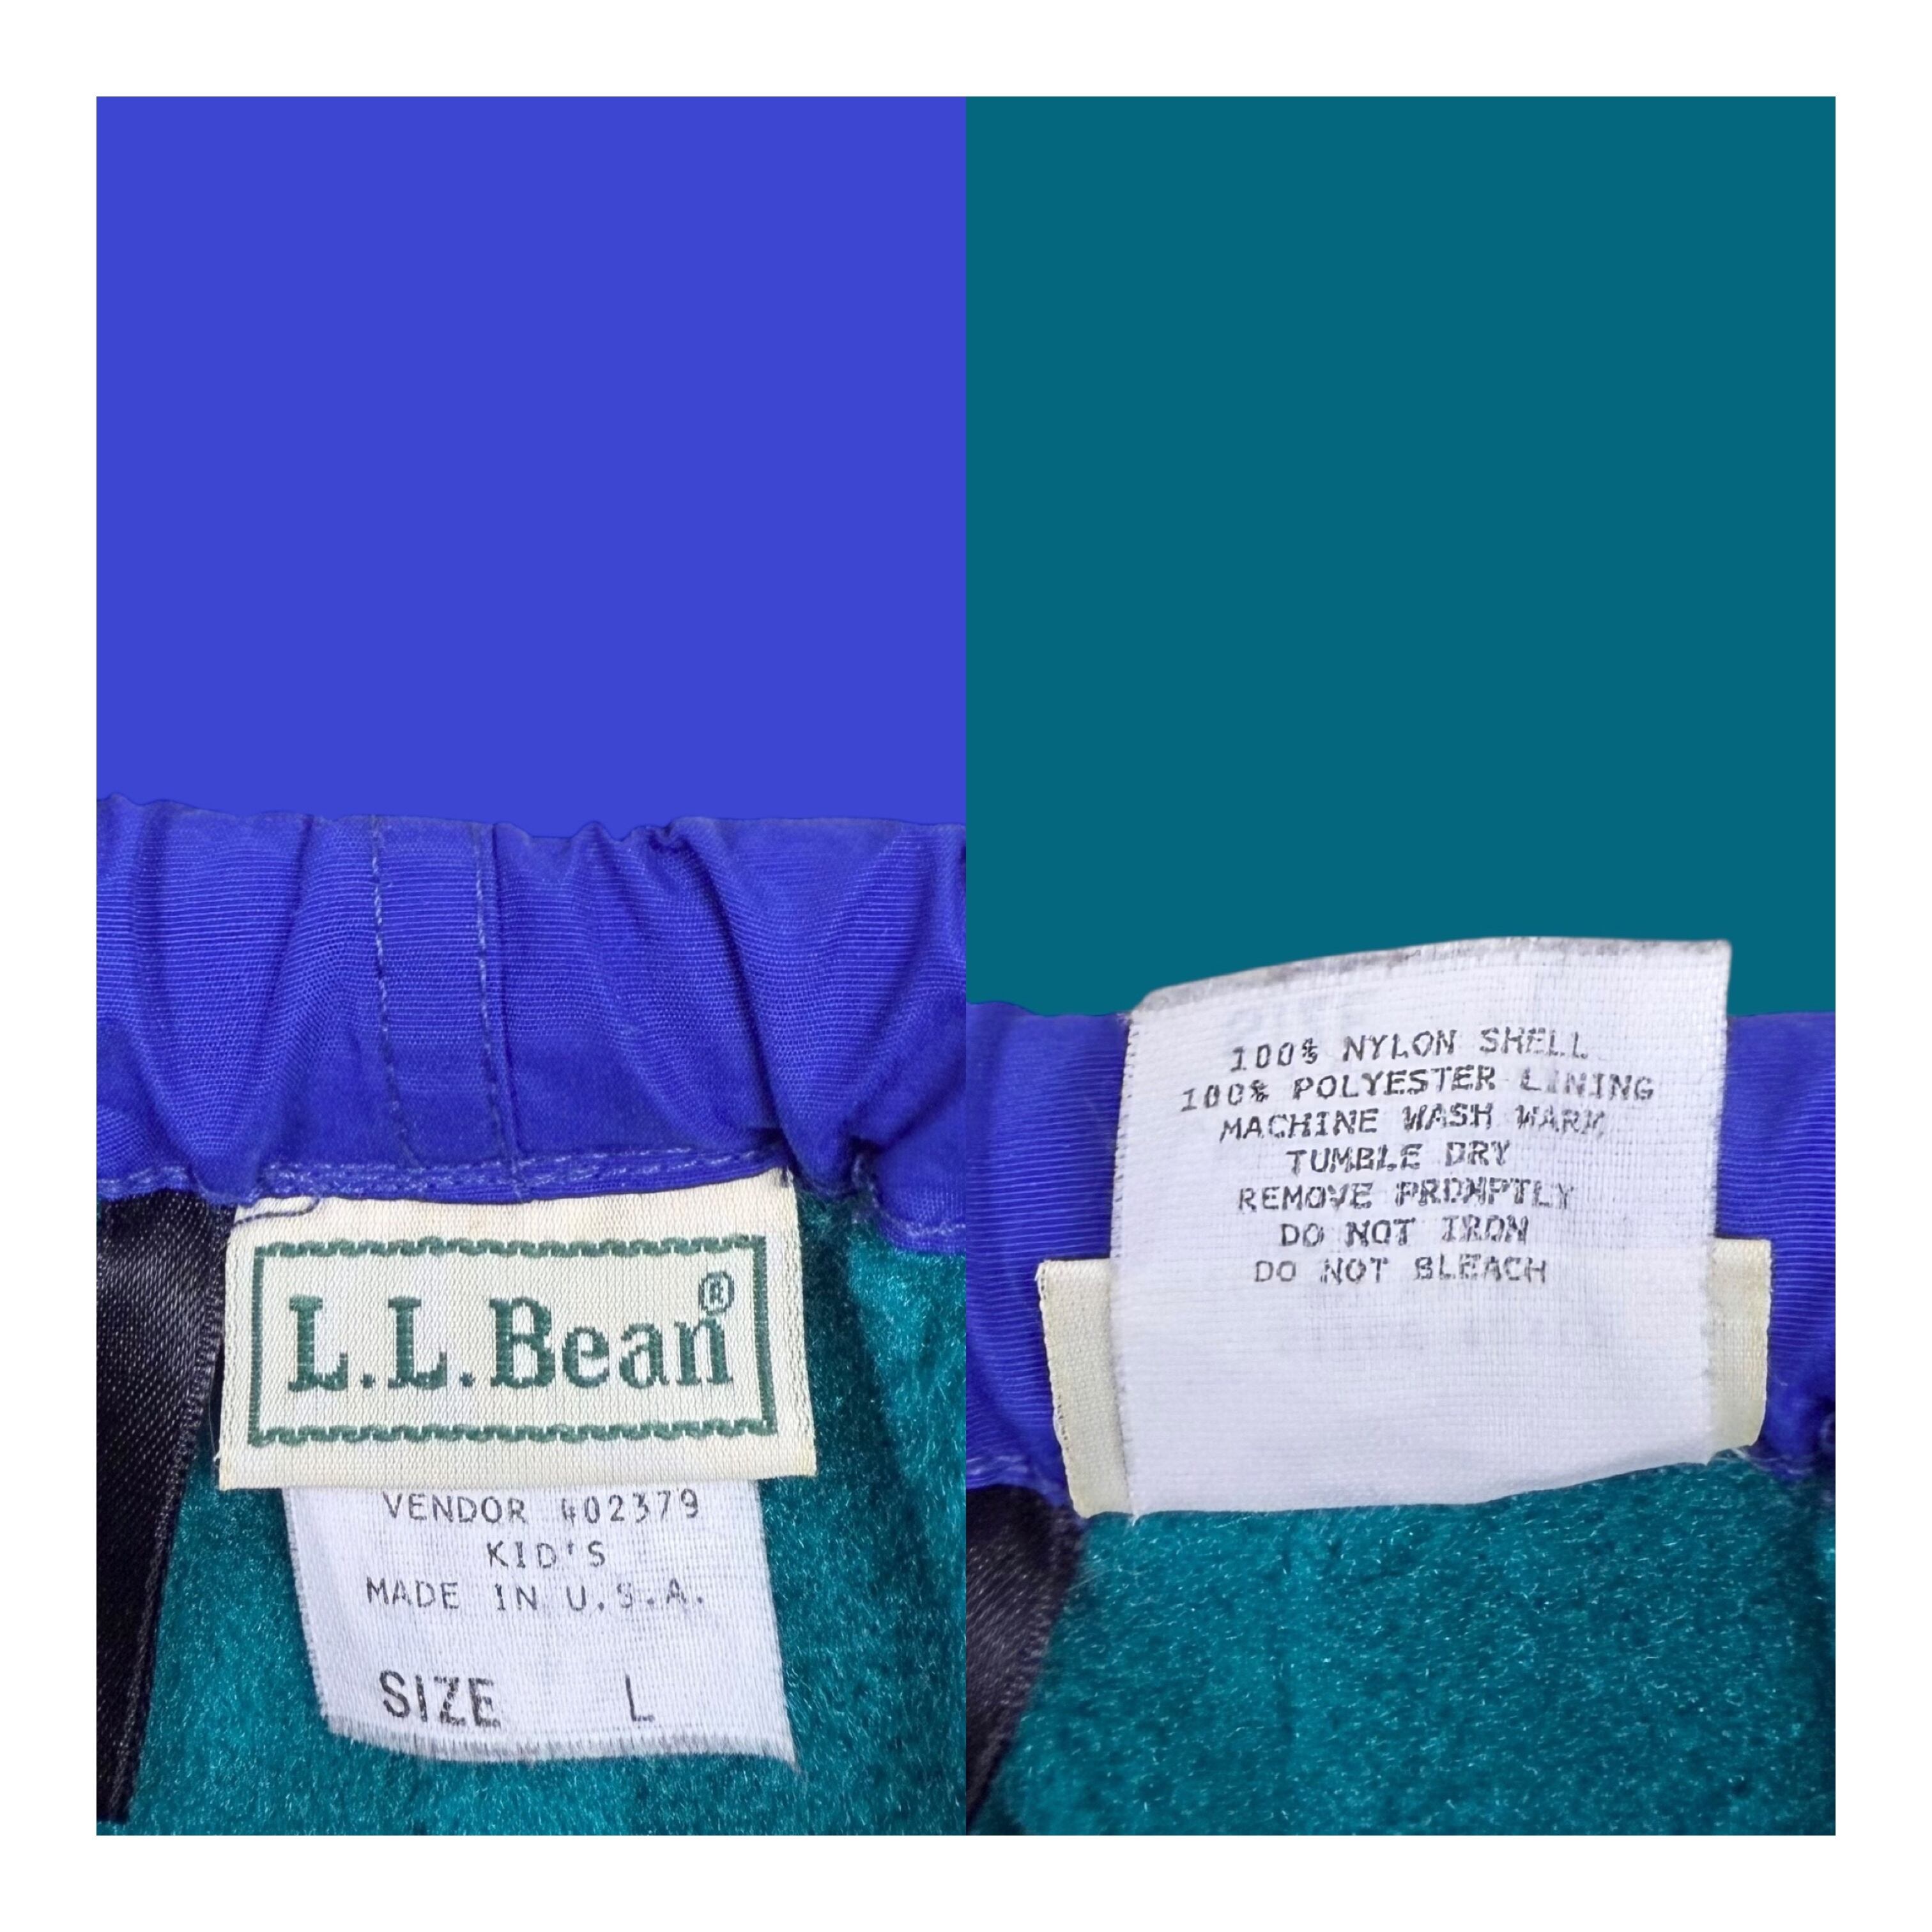 L.L.Bean®
VENDOR 402379
KID'S
MADE IN U.S.A.
SIZE L
100% NYLON SHELL
100% POLYESTER LINING
MACHINE WASH WARM
TUMBLE DRY
REMOVE PROMPTLY
DO NOT IRON
DO NOT BLEACH